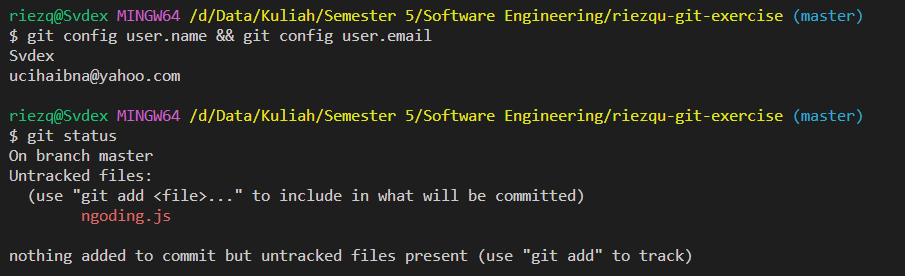 riezq@Svdex MINGW64 /d/Data/Kuliah/Semester 5/Software Engineering/riezqu-git-exercise (master)
$ git config user.name && git config user.email
Svdex
ucihaibna@yahoo.com
riezq@Svdex MINGW64 /d/Data/Kuliah/Semester 5/Software Engineering/riezqu-git-exercise (master)
$ git status
On branch master
Untracked files:
  (use "git add <file>..." to include in what will be committed)
        ngoding.js
nothing added to commit but untracked files present (use "git add" to track)